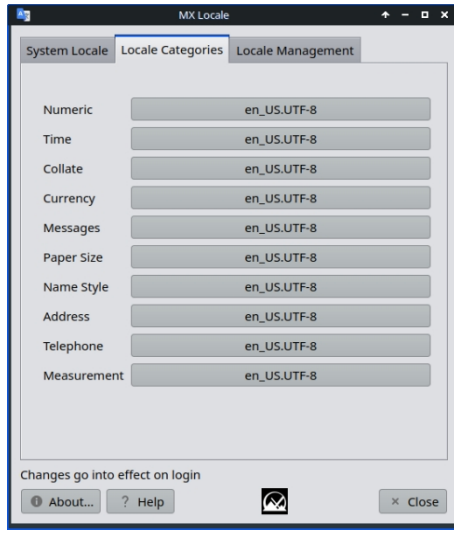 MX Locale
System Locale Locale Categories Locale Management
Numeric en_US.UTF-8
Time en_US.UTF-8
Collate en_US.UTF-8
Currency en_US.UTF-8
Messages en_US.UTF-8
Paper Size en_US.UTF-8
Name Style en_US.UTF-8
Address en_US.UTF-8
Telephone en_US.UTF-8
Measurement en_US.UTF-8
Changes go into effect on login
About... ? Help × Close